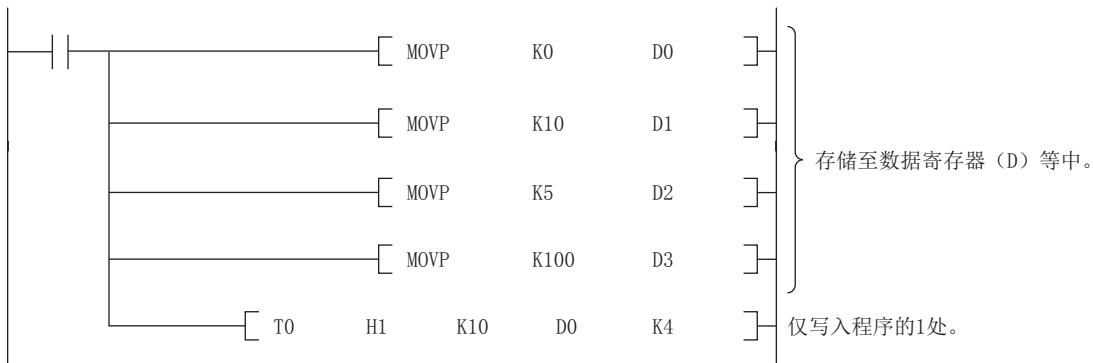 MOVP K0 D0
MOVP K10 D1
存储至数据寄存器（D）等中。
MOVP K5 D2
MOVP K100 D3
TO H1 K10 D0 K4 仅写入程序的1处。